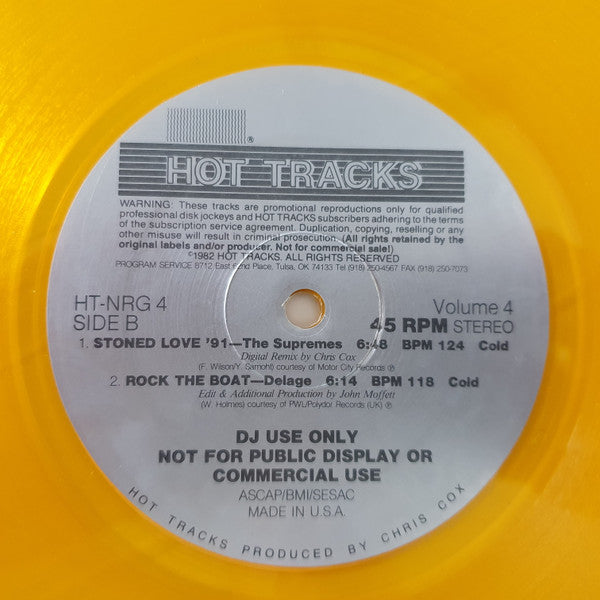 ®
HOT TRACKS
WARNING: These tracks are promotional reproductions only for qualified
professional disk jockeys and HOT TRACKS subscribers adhering to the terms
of the subscription service agreement. Duplication, copying, reselling or any
other misuse will result in criminal prosecution. (All rights retained by the
original labels and/or producer. Not for commercial sale!)
©1982 HOT TRACKS. ALL RIGHTS RESERVED
PROGRAM SERVICE 8712 East 62nd Place, Tulsa, OK 74133 Tel (918) 250-4567 FAX (918) 250-7073
HT-NRG 4 Volume 4
SIDE B 45 RPM STEREO
1. STONED LOVE '91—The Supremes 6:48 BPM 124 Cold
Digital Remix by Chris Cox
(F. Wilson/Y. Samoht) courtesy of Motor City Records ℗
2. ROCK THE BOAT—Delage 6:14 BPM 118 Cold
Edit & Additional Production by John Moffett
(W. Holmes) courtesy of PWL/Polydor Records (UK) ℗
DJ USE ONLY
NOT FOR PUBLIC DISPLAY OR
COMMERCIAL USE
ASCAP/BMI/SESAC
MADE IN U.S.A.
HOT TRACKS PRODUCED BY CHRIS COX